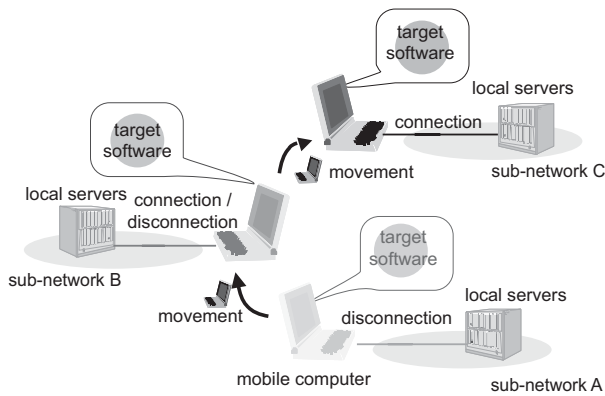 target
software
local servers
connection
movement
sub-network C
target
software
local servers
connection /
disconnection
sub-network B
movement
target
software
local servers
disconnection
mobile computer
sub-network A